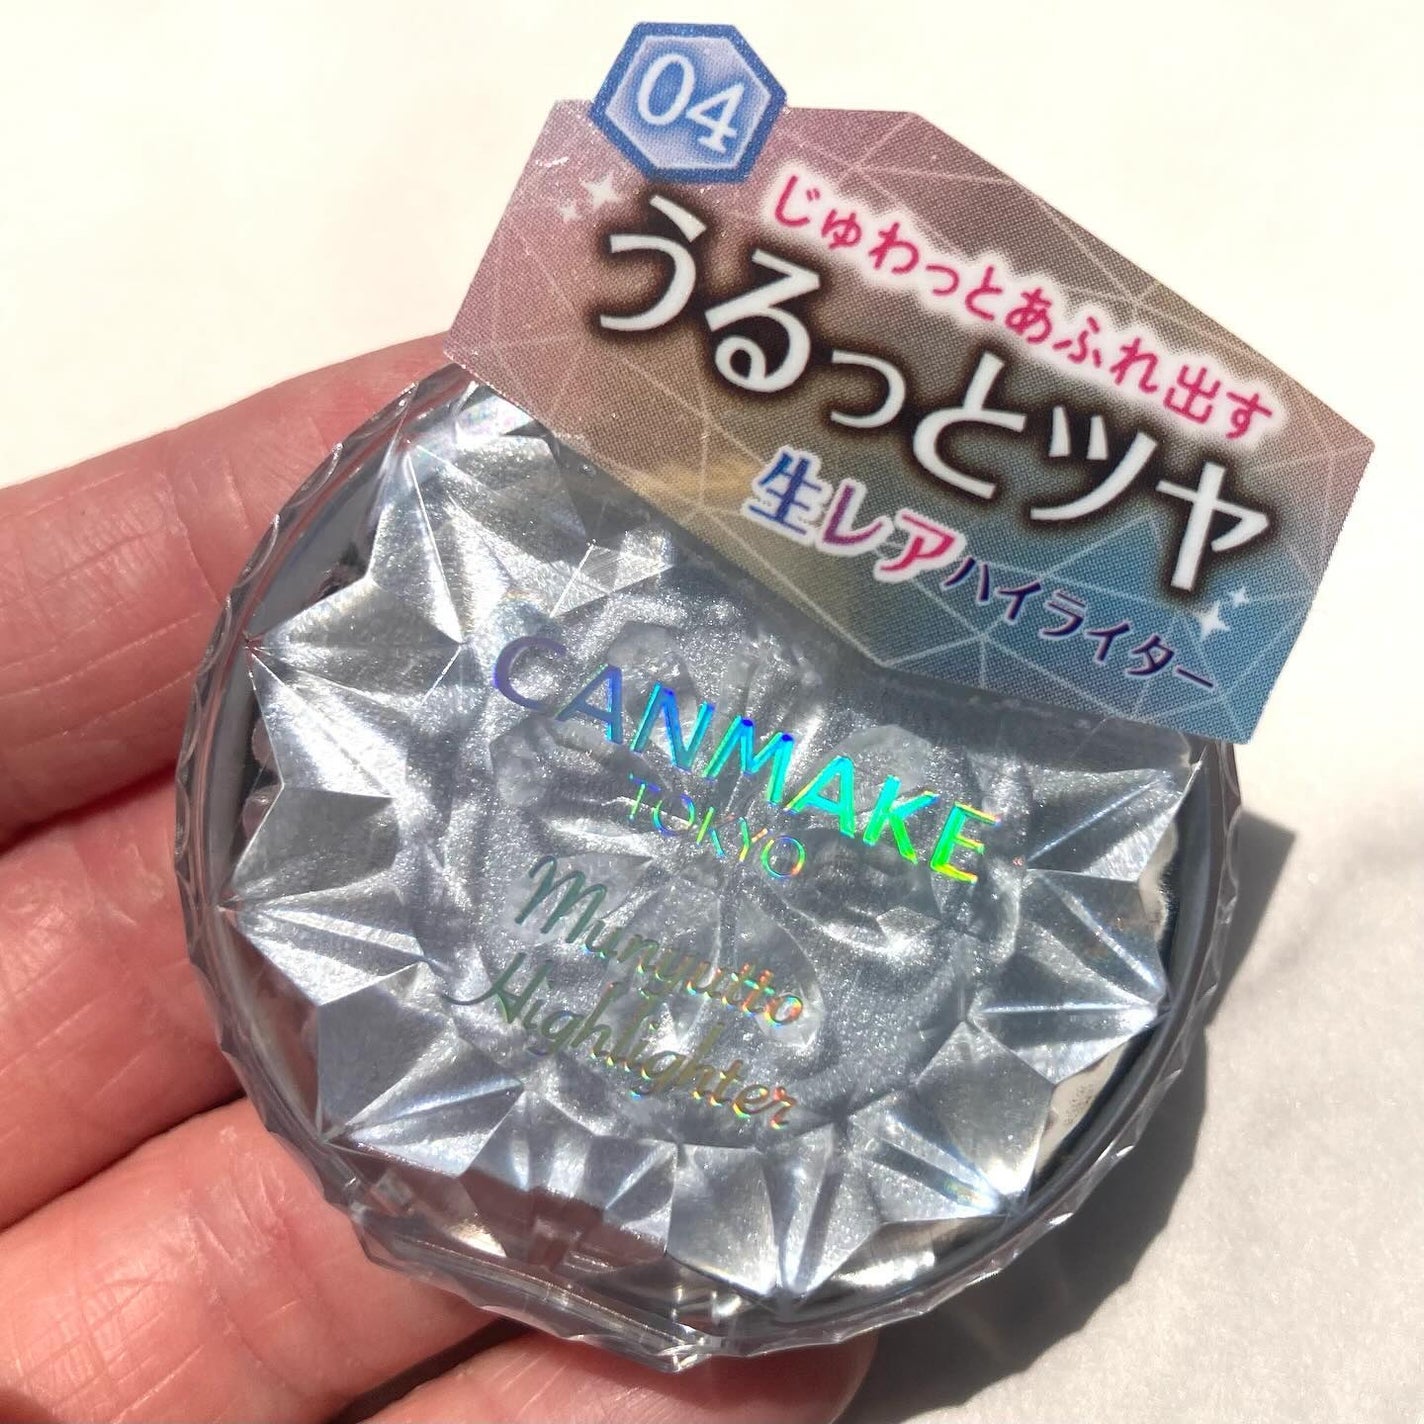 04
じゅわっとあふれ出す
うるっとツヤ
生レアハイライター
CANMAKE
TOKYO
Munyutto
Highlighter